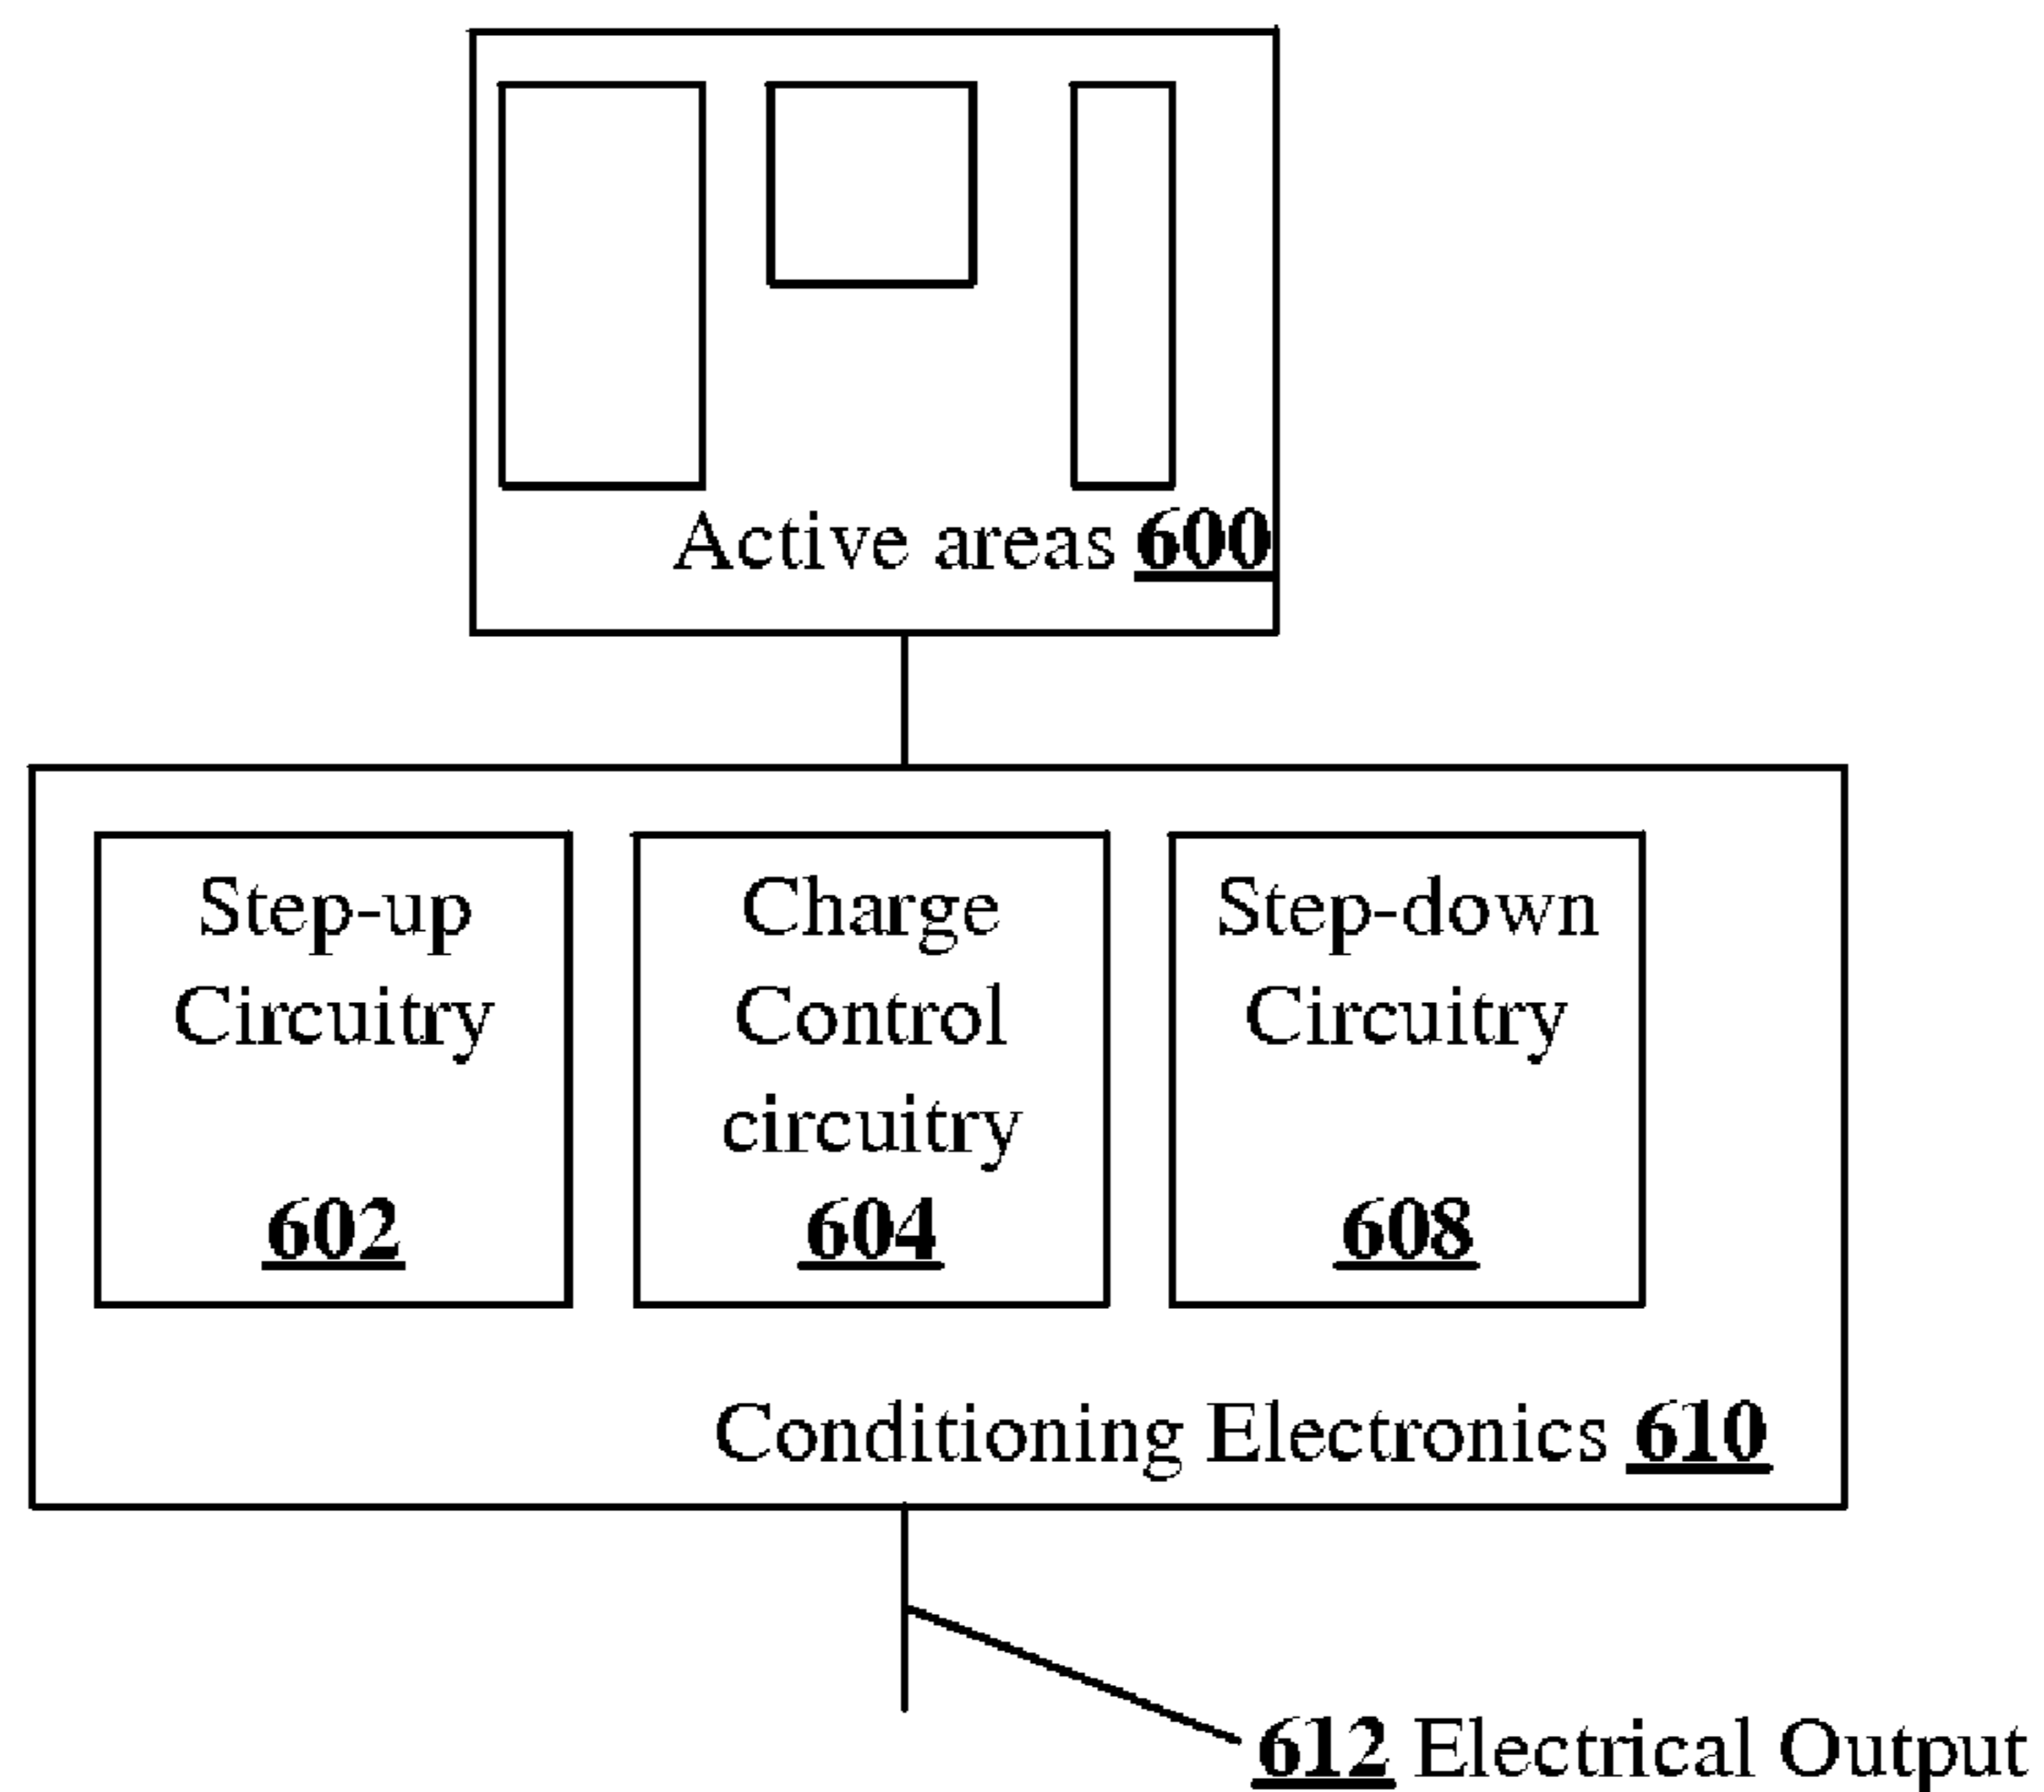 Active areas 600
Step-up
Circuitry
602
Charge
Control
circuitry
604
Step-down
Circuitry
608
Conditioning Electronics 610
612 Electrical Output